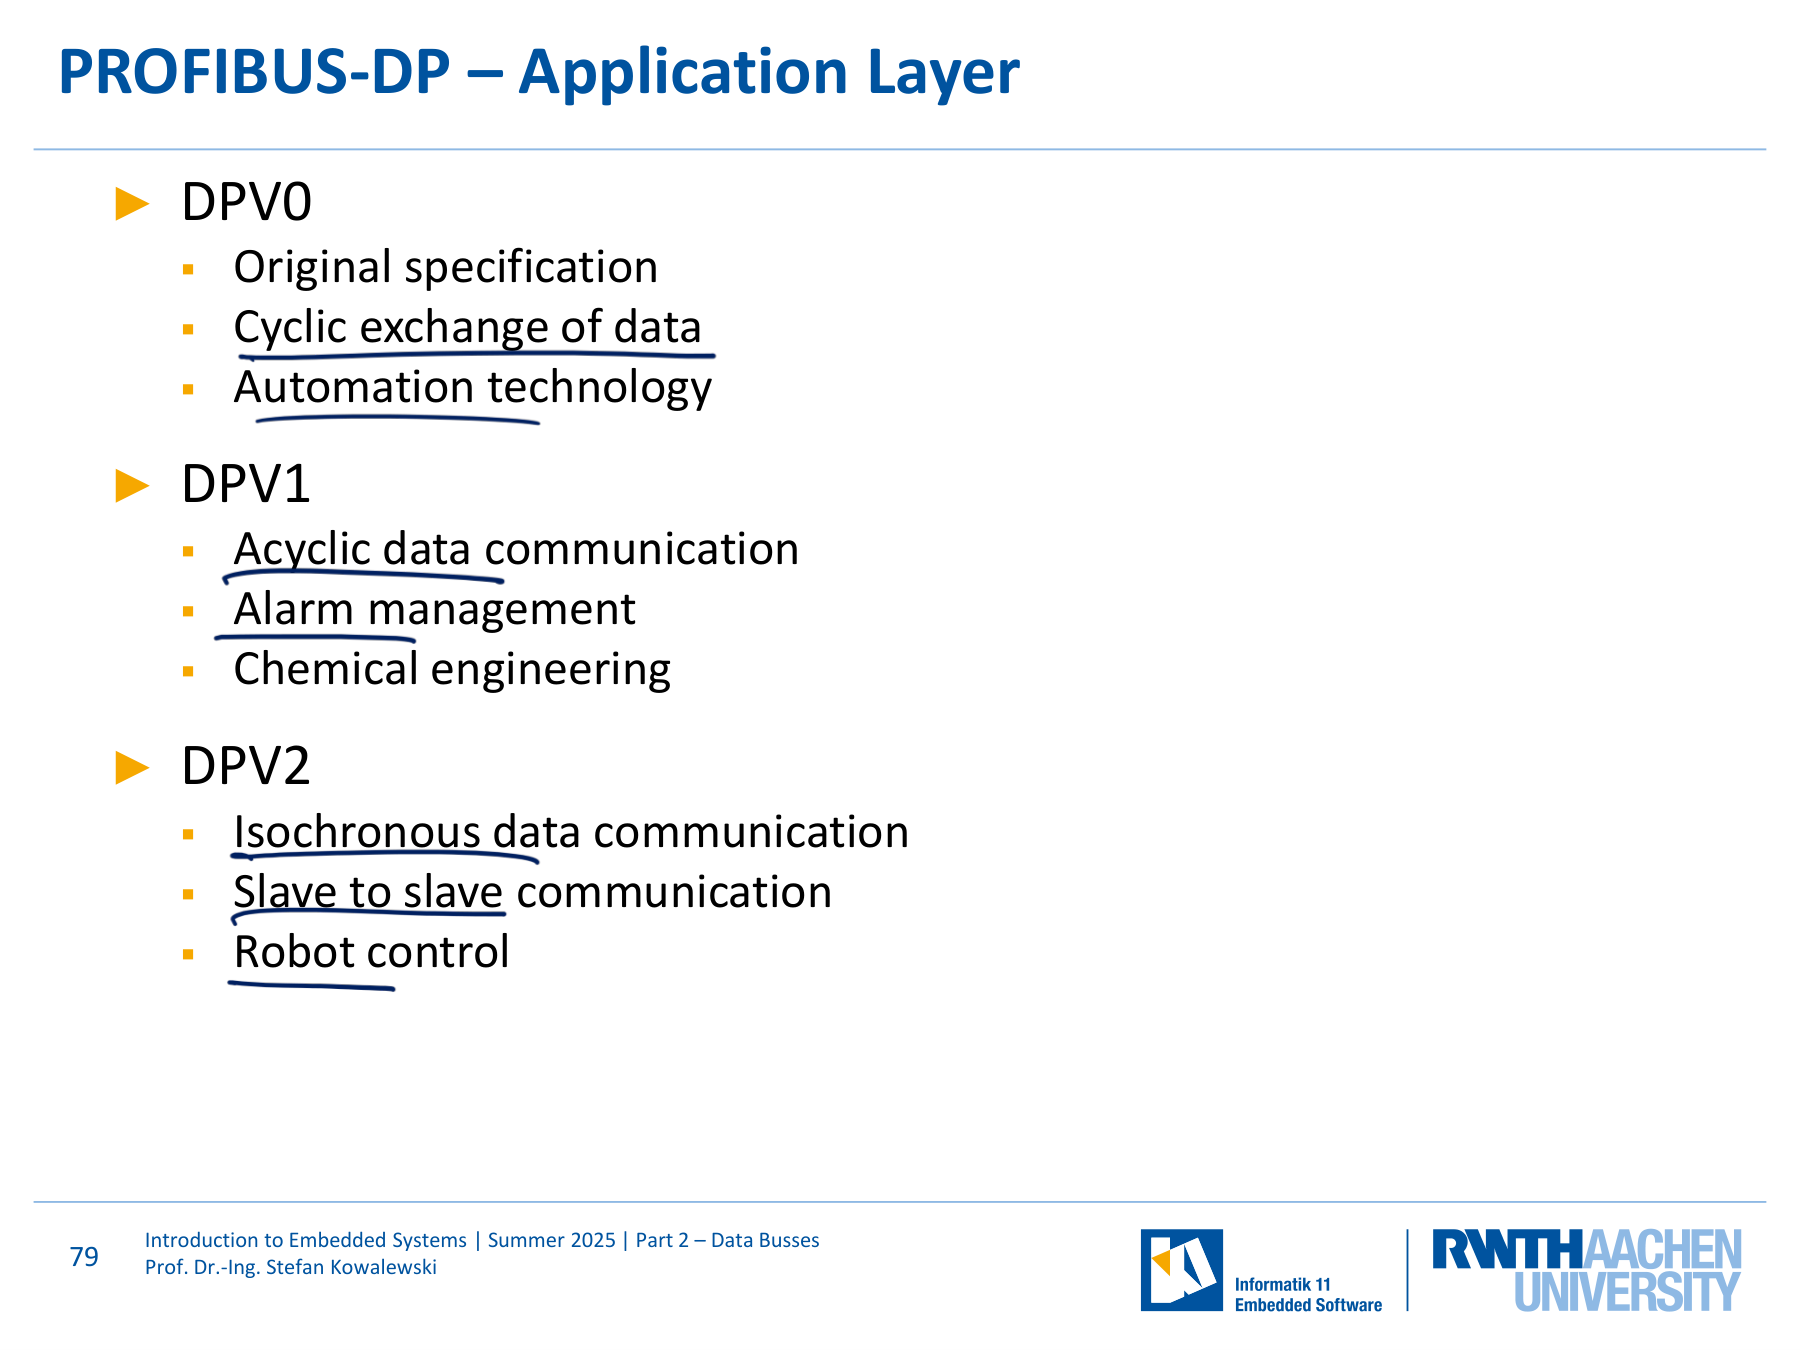 PROFIBUS-DP – Application Layer
► DPV0
▪ Original specification
▪ Cyclic exchange of data
▪ Automation technology
► DPV1
▪ Acyclic data communication
▪ Alarm management
▪ Chemical engineering
► DPV2
▪ Isochronous data communication
▪ Slave to slave communication
▪ Robot control
79
Introduction to Embedded Systems | Summer 2025 | Part 2 – Data Busses
Prof. Dr.-Ing. Stefan Kowalewski
Informatik 11
Embedded Software
RWTHAACHEN
UNIVERSITY